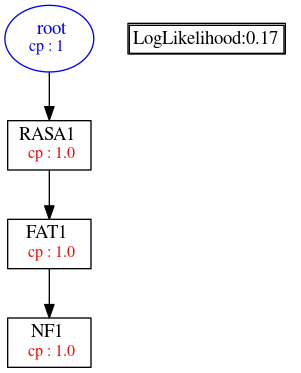 root
cp : 1
LogLikelihood:0.17
RASA1
cp : 1.0
FAT1
cp : 1.0
NF1
cp : 1.0